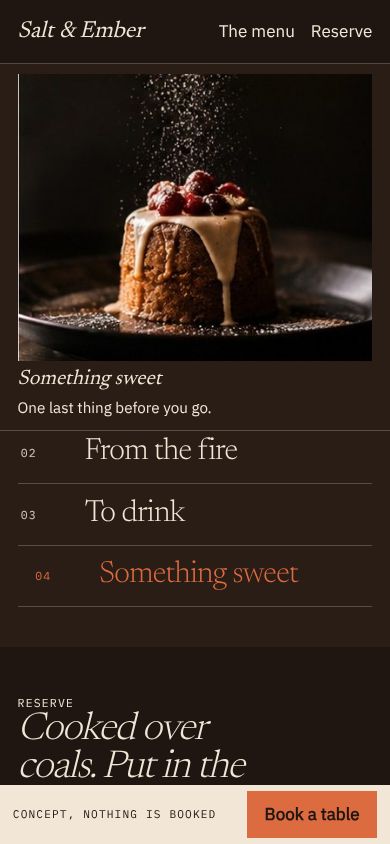 Salt & Ember
The menu
Reserve
Something sweet
One last thing before you go.
02 From the fire
03 To drink
04 Something sweet
RESERVE
Cooked over
coals. Put in the
CONCEPT, NOTHING IS BOOKED
Book a table